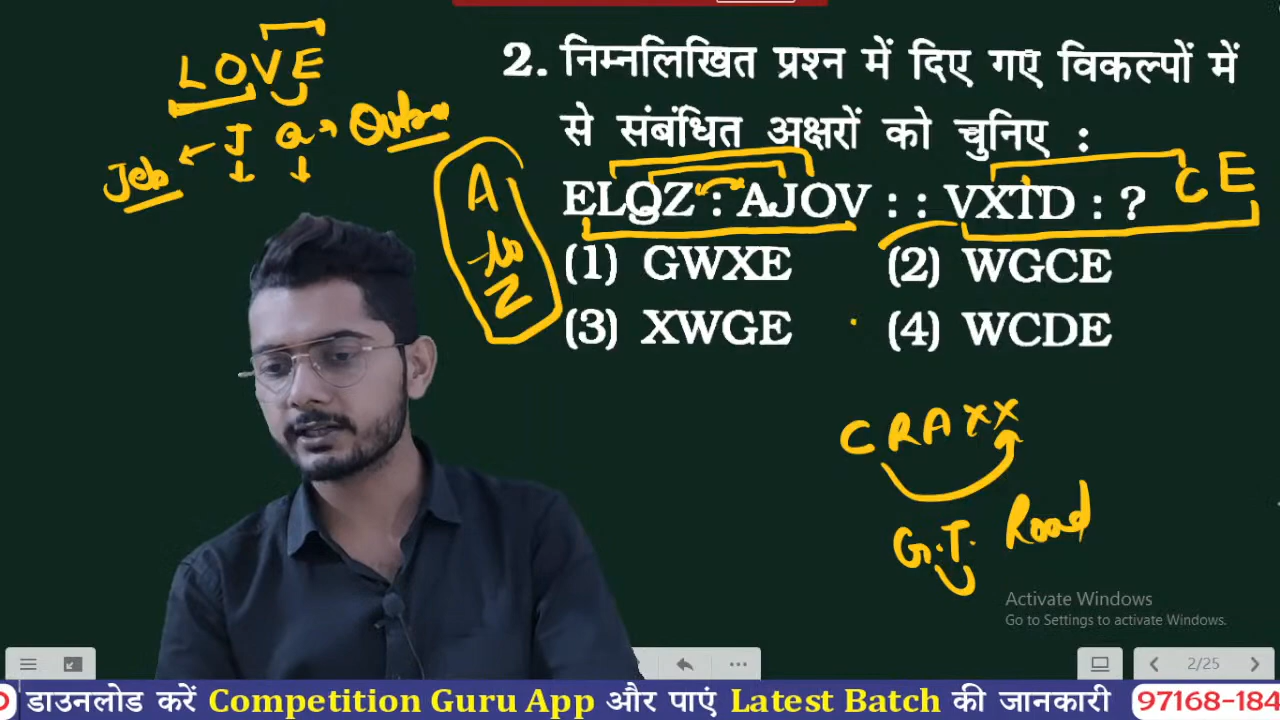 LOVE
J Q → 
Job
A
N
2. निम्नलिखित प्रश्न में दिए गए विकल्पों में
से संबंधित अक्षरों को चुनिए :
ELQZ : AJOV : : VXTD : ? C E
(1) GWXE (2) WGCE
(3) XWGE (4) WCDE
CRAXX
G.T. Road
Activate Windows
Go to Settings to activate Windows.
2/25
डाउनलोड करें Competition Guru App और पाएं Latest Batch की जानकारी
97168-184